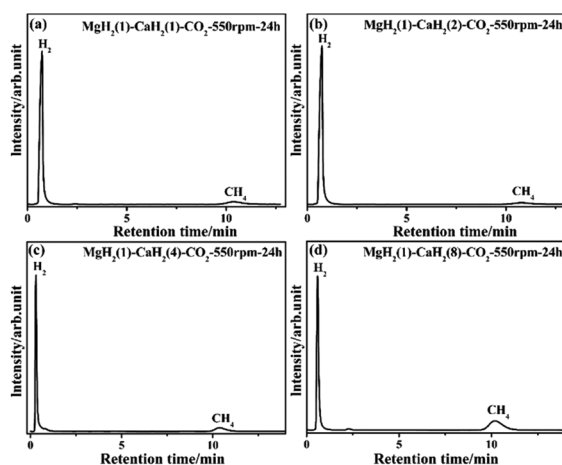 (a) MgH₂(1)-CaH₂(1)-CO₂-550rpm-24h
H₂
CH₄
Intensity/arb.unit
0 5 10
Retention time/min
(b) MgH₂(1)-CaH₂(2)-CO₂-550rpm-24h
H₂
CH₄
Intensity/arb.unit
0 5 10
Retention time/min
(c) MgH₂(1)-CaH₂(4)-CO₂-550rpm-24h
H₂
CH₄
Intensity/arb.unit
0 5 10
Retention time/min
(d) MgH₂(1)-CaH₂(8)-CO₂-550rpm-24h
H₂
CH₄
Intensity/arb.unit
0 5 10
Retention time/min